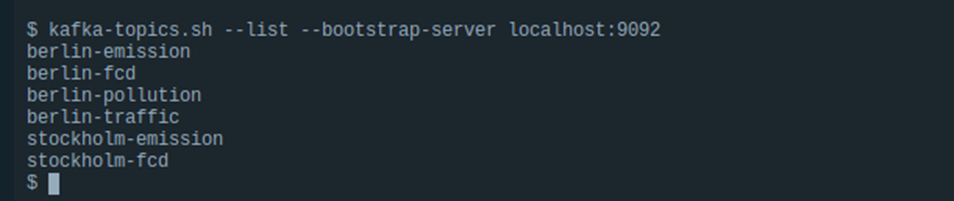 $ kafka-topics.sh --list --bootstrap-server localhost:9092
berlin-emission
berlin-fcd
berlin-pollution
berlin-traffic
stockholm-emission
stockholm-fcd
$